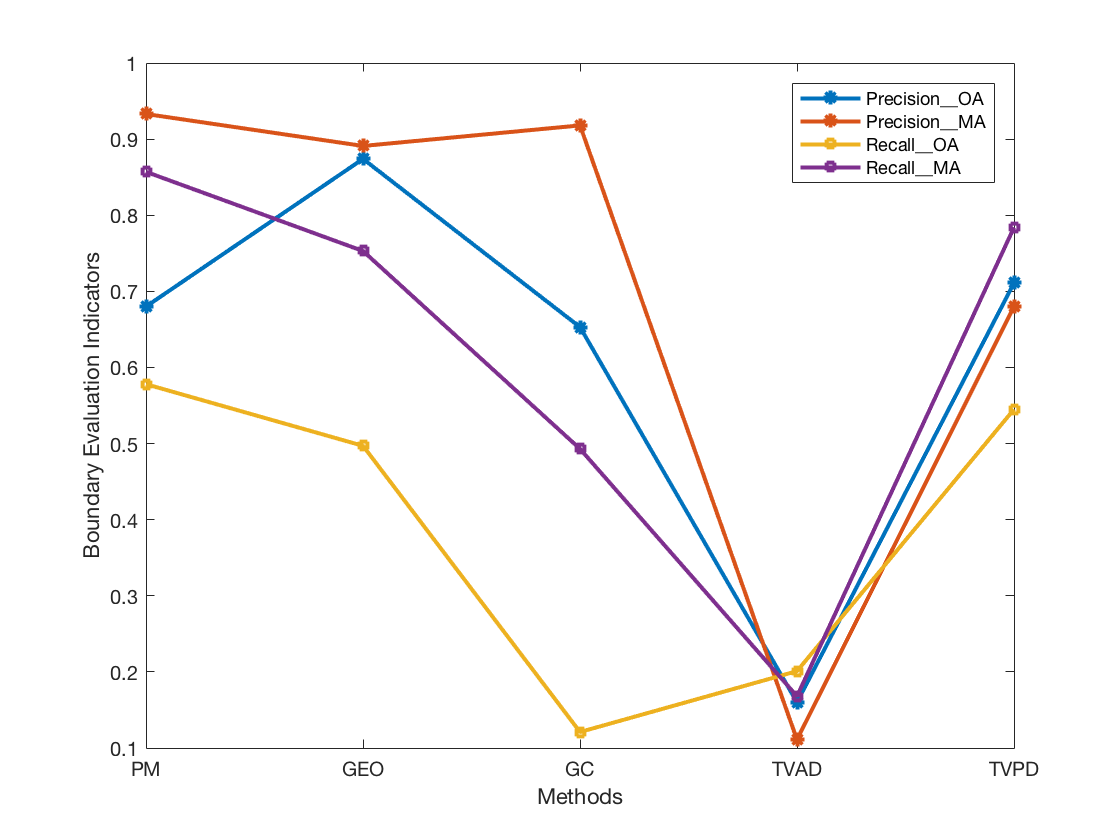 1
0.9
0.8
0.7
0.6
0.5
0.4
0.3
0.2
0.1
Boundary Evaluation Indicators
Precision__OA
Precision__MA
Recall__OA
Recall__MA
PM GEO GC TVAD TVPD
Methods